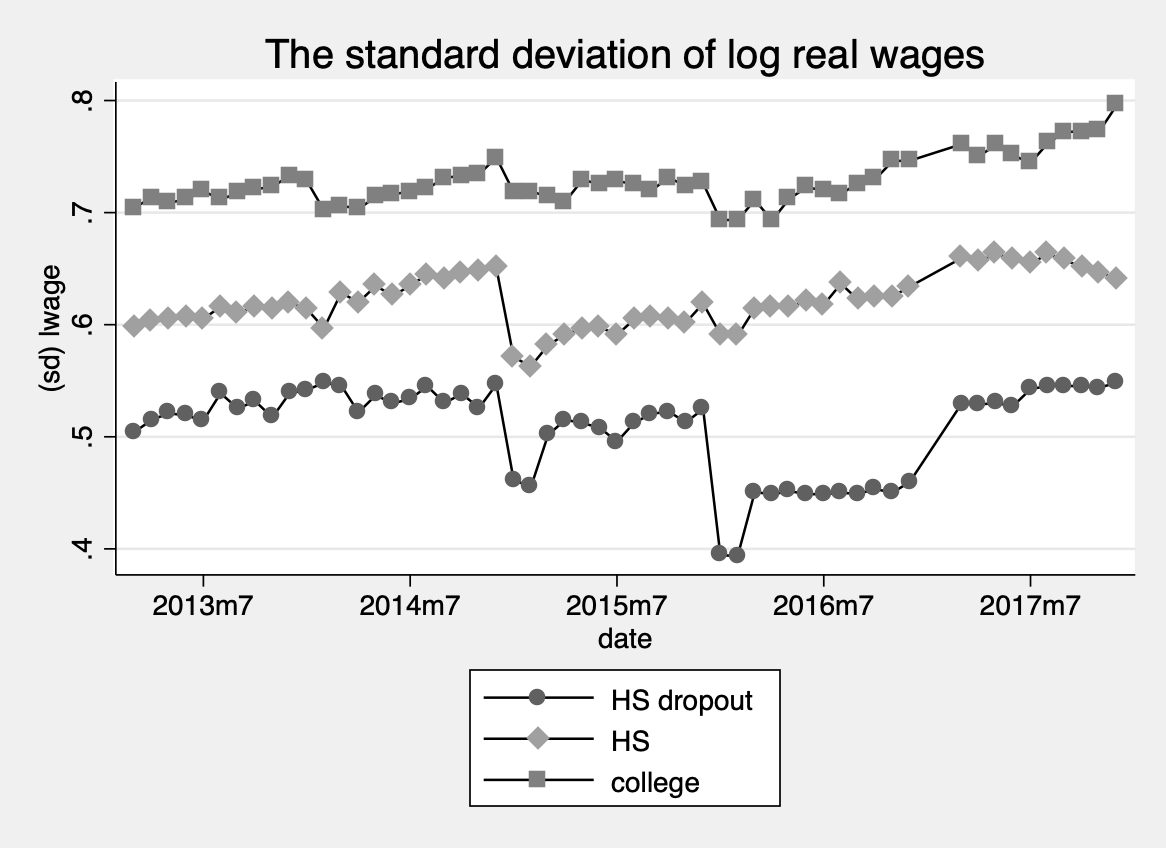 The standard deviation of log real wages
.8
.7
.6
.5
.4
(sd) lwage
2013m7 2014m7 2015m7 2016m7 2017m7
date
HS dropout
HS
college